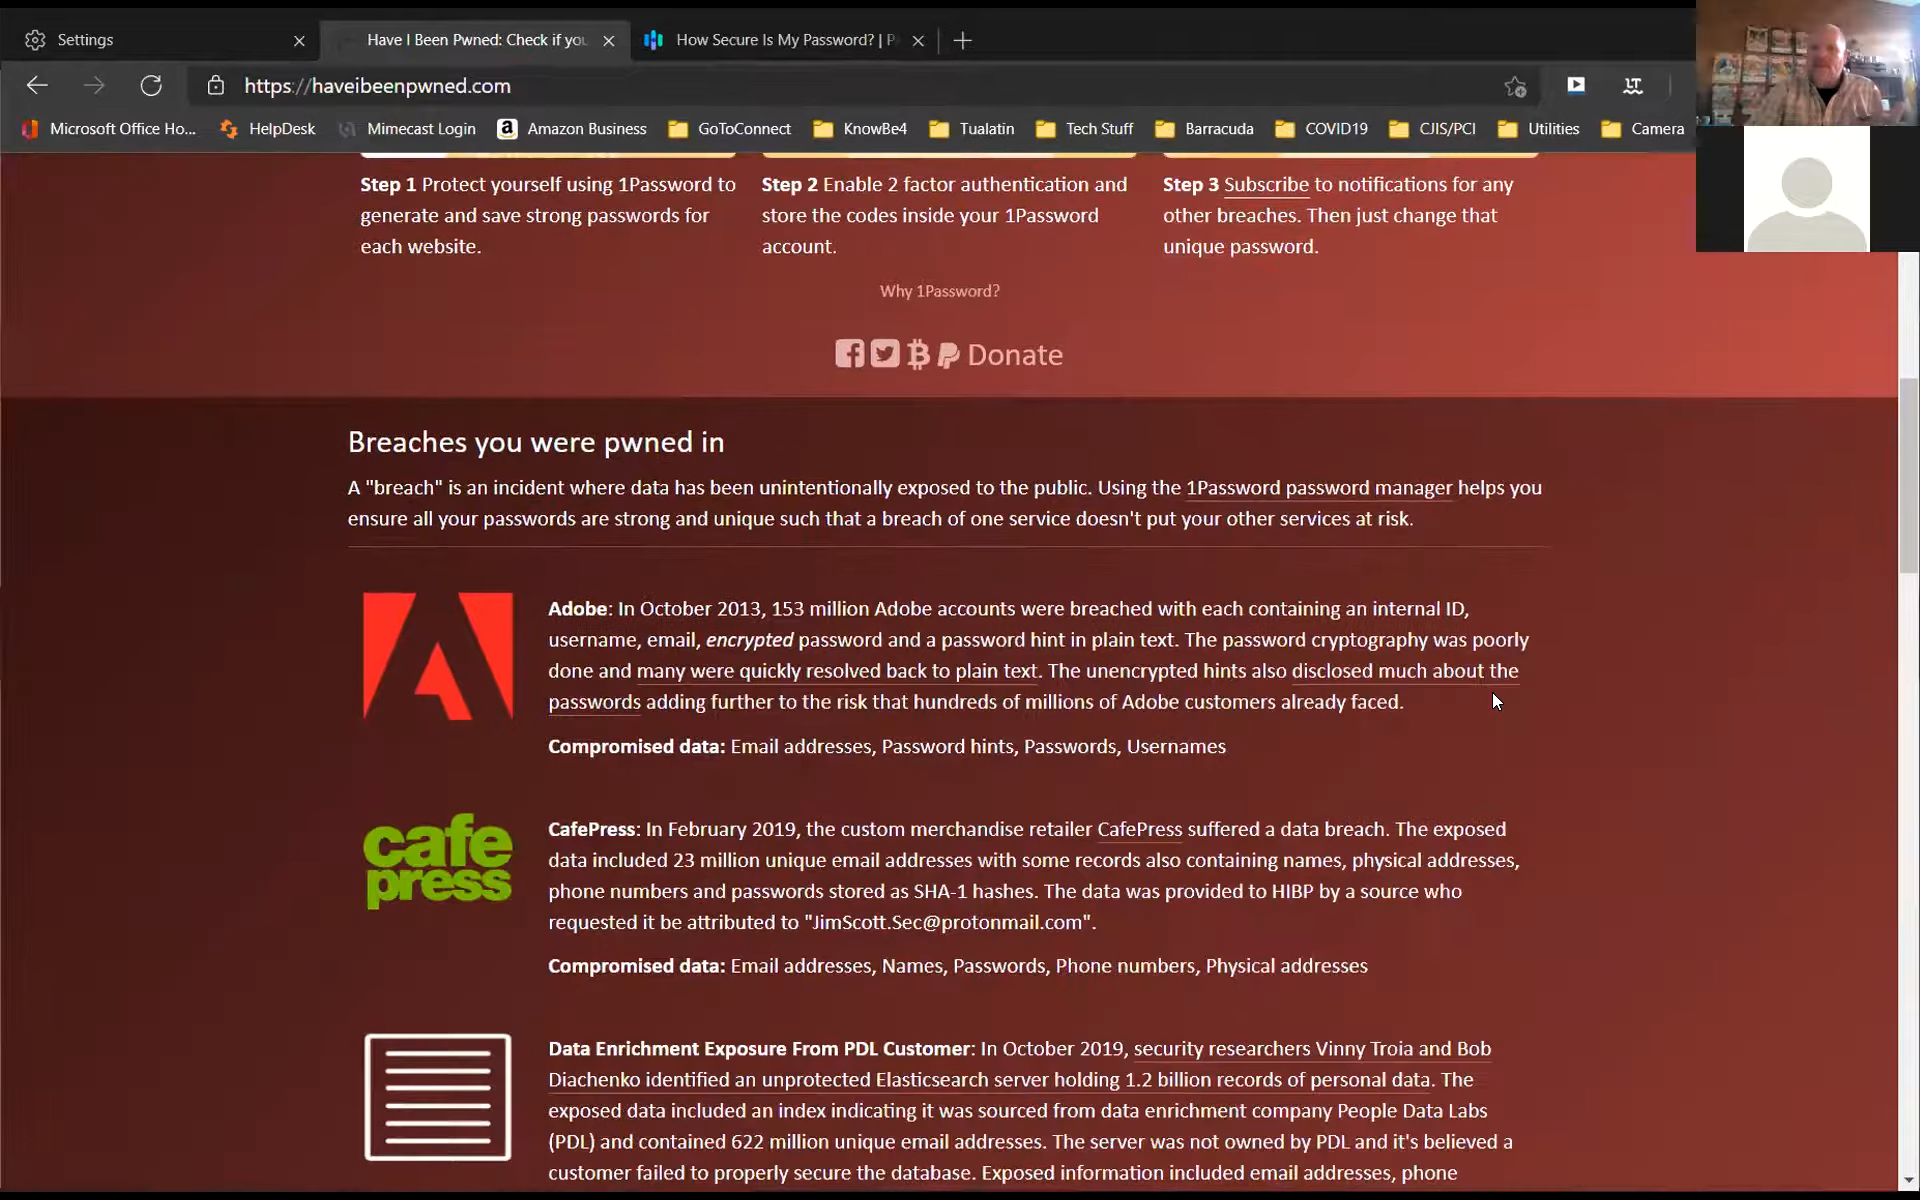 Settings
Have I Been Pwned: Check if you
How Secure Is My Password? | P
https://haveibeenpwned.com
Microsoft Office Ho...
HelpDesk
Mimecast Login
Amazon Business
GoToConnect
KnowBe4
Tualatin
Tech Stuff
Barracuda
COVID19
CJIS/PCI
Utilities
Camera
Step 1 Protect yourself using 1Password to
generate and save strong passwords for
each website.
Step 2 Enable 2 factor authentication and
store the codes inside your 1Password
account.
Step 3 Subscribe to notifications for any
other breaches. Then just change that
unique password.
Why 1Password?
Donate
Breaches you were pwned in
A "breach" is an incident where data has been unintentionally exposed to the public. Using the 1Password password manager helps you
ensure all your passwords are strong and unique such that a breach of one service doesn't put your other services at risk.
Adobe: In October 2013, 153 million Adobe accounts were breached with each containing an internal ID,
username, email, encrypted password and a password hint in plain text. The password cryptography was poorly
done and many were quickly resolved back to plain text. The unencrypted hints also disclosed much about the
passwords adding further to the risk that hundreds of millions of Adobe customers already faced.
Compromised data: Email addresses, Password hints, Passwords, Usernames
cafe
press
CafePress: In February 2019, the custom merchandise retailer CafePress suffered a data breach. The exposed
data included 23 million unique email addresses with some records also containing names, physical addresses,
phone numbers and passwords stored as SHA-1 hashes. The data was provided to HIBP by a source who
requested it be attributed to "JimScott.Sec@protonmail.com".
Compromised data: Email addresses, Names, Passwords, Phone numbers, Physical addresses
Data Enrichment Exposure From PDL Customer: In October 2019, security researchers Vinny Troia and Bob
Diachenko identified an unprotected Elasticsearch server holding 1.2 billion records of personal data. The
exposed data included an index indicating it was sourced from data enrichment company People Data Labs
(PDL) and contained 622 million unique email addresses. The server was not owned by PDL and it's believed a
customer failed to properly secure the database. Exposed information included email addresses, phone